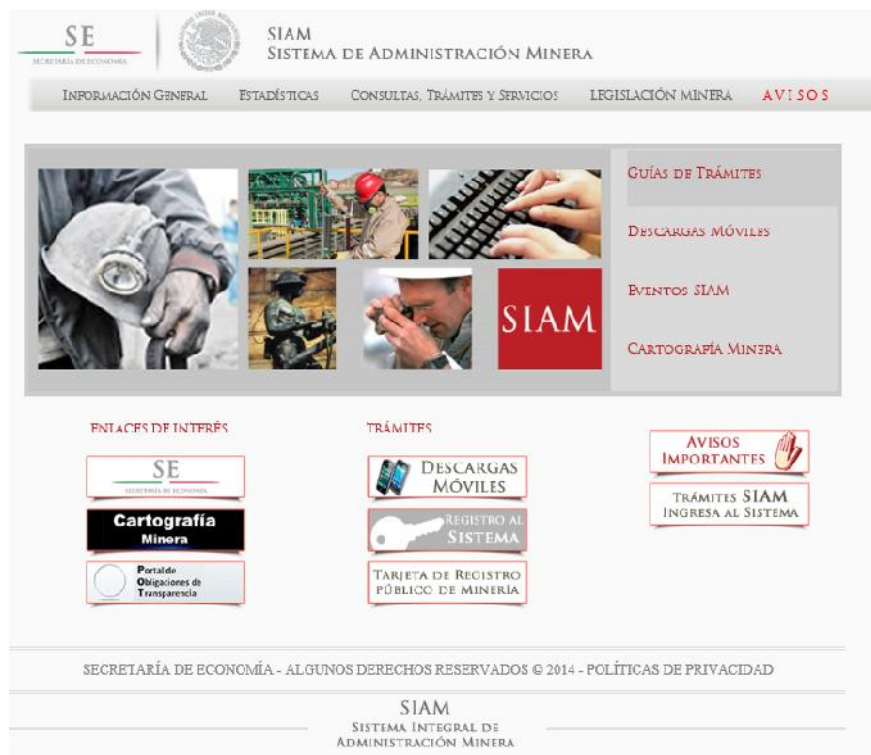 SE
SECRETARÍA DE ECONOMÍA
SIAM
SISTEMA DE ADMINISTRACIÓN MINERA
INFORMACIÓN GENERAL ESTADÍSTICAS CONSULTAS, TRÁMITES Y SERVICIOS LEGISLACIÓN MINERA AVISOS
GUÍAS DE TRÁMITES
DESCARGAS MÓVILES
EVENTOS SIAM
CARTOGRAFÍA MINERA
SIAM
ENLACES DE INTERÉS
SE
SECRETARÍA DE ECONOMÍA
Cartografía
Minera
Portal de
Obligaciones de
Transparencia
TRÁMITES
DESCARGAS
MÓVILES
REGISTRO AL
SISTEMA
TARJETA DE REGISTRO
PÚBLICO DE MINERÍA
AVISOS
IMPORTANTES
TRÁMITES SIAM
INGRESA AL SISTEMA
SECRETARÍA DE ECONOMÍA - ALGUNOS DERECHOS RESERVADOS © 2014 - POLÍTICAS DE PRIVACIDAD
SIAM
SISTEMA INTEGRAL DE
ADMINISTRACIÓN MINERA